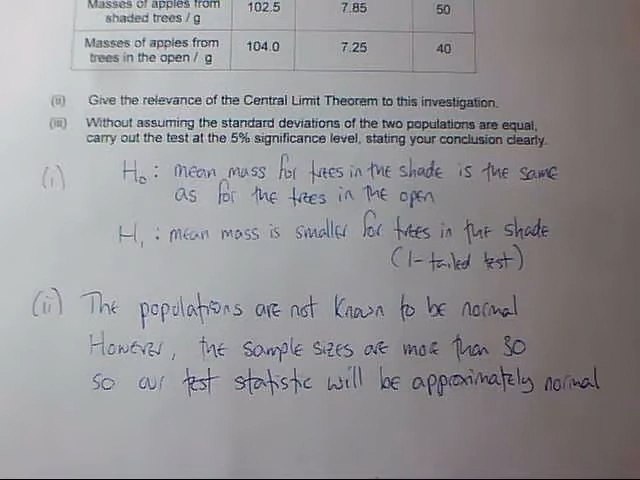 Masses of apples from 102.5 7.85 50
shaded trees / g
Masses of apples from 104.0 7.25 40
trees in the open / g
(ii) Give the relevance of the Central Limit Theorem to this investigation.
(iii) Without assuming the standard deviations of the two populations are equal,
carry out the test at the 5% significance level, stating your conclusion clearly.
(i) H₀ : mean mass for trees in the shade is the same
as for the trees in the open
H₁ : mean mass is smaller for trees in the shade
(1-tailed test)
(ii) The populations are not known to be normal
However, the sample sizes are more than 30
so our test statistic will be approximately normal